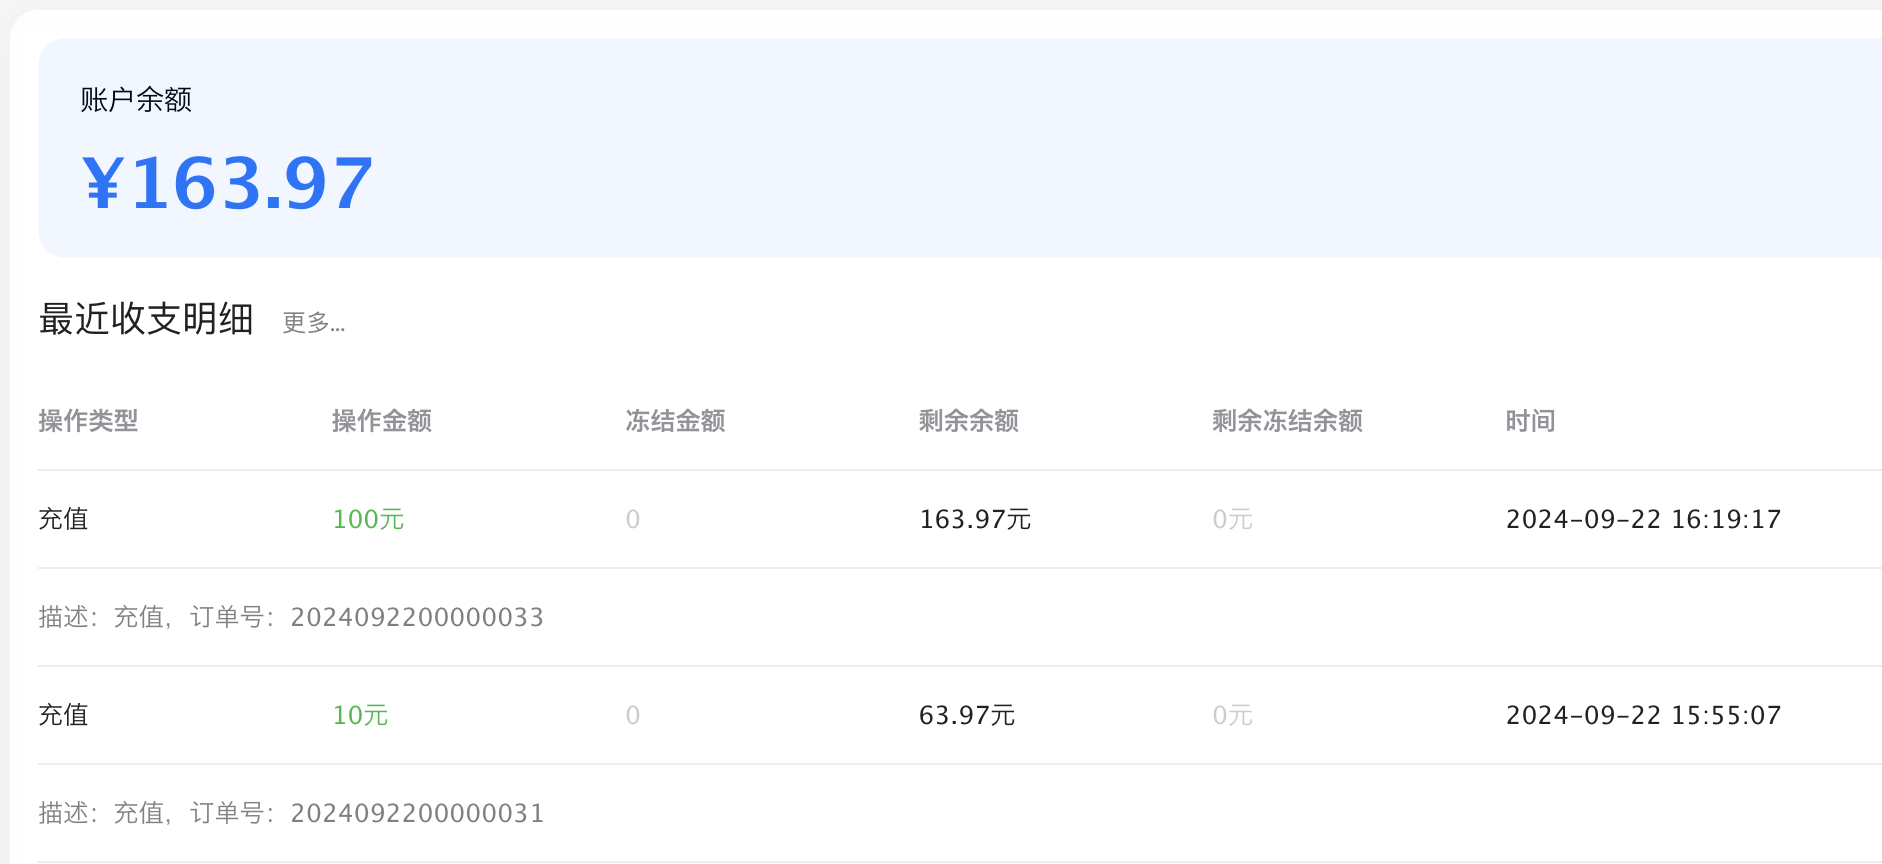 账户余额
¥163.97
最近收支明细 更多...
操作类型 操作金额 冻结金额 剩余余额 剩余冻结余额 时间
充值 100元 0 163.97元 0元 2024-09-22 16:19:17
描述：充值，订单号：2024092200000033
充值 10元 0 63.97元 0元 2024-09-22 15:55:07
描述：充值，订单号：2024092200000031